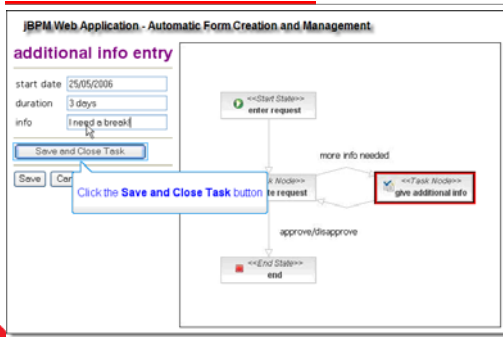 jBPM Web Application - Automatic Form Creation and Management
additional info entry
start date 25/05/2006
duration 3 days
info I need a break!
Save and Close Task
Save
Click the Save and Close Task button
<<Start State>>
enter request
more info needed
Node>>
request
<<Task Node>>
give additional info
approve/disapprove
<<End State>>
end